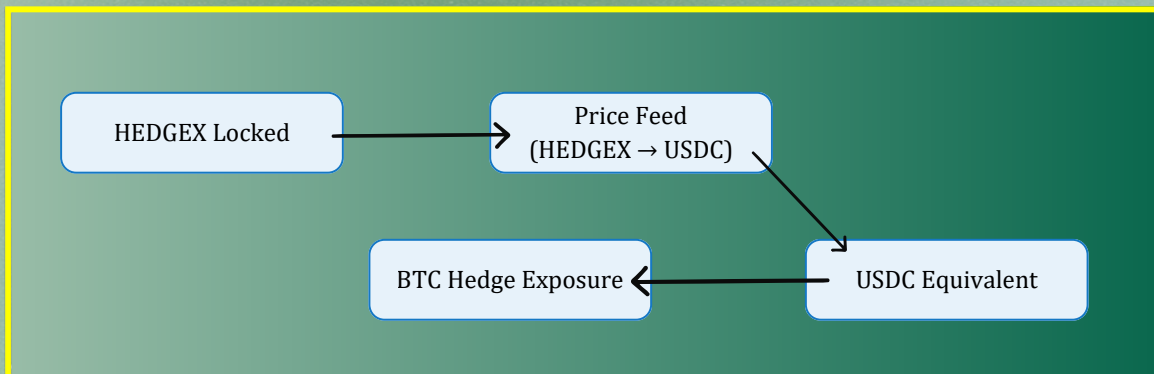 HEDGEX Locked
Price Feed
(HEDGEX → USDC)
BTC Hedge Exposure
USDC Equivalent